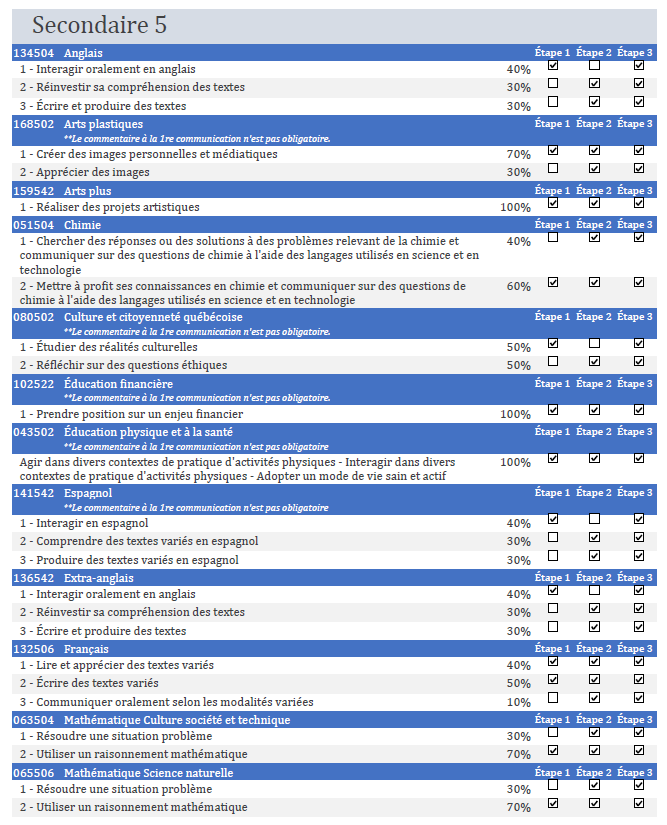 Secondaire 5
134504 Anglais Étape 1 Étape 2 Étape 3
1 - Interagir oralement en anglais 40% ☑ ☐ ☑
2 - Réinvestir sa compréhension des textes 30% ☐ ☑ ☑
3 - Écrire et produire des textes 30% ☐ ☑ ☑
168502 Arts plastiques Étape 1 Étape 2 Étape 3
**Le commentaire à la 1re communication n'est pas obligatoire.
1 - Créer des images personnelles et médiatiques 70% ☑ ☑ ☑
2 - Apprécier des images 30% ☐ ☑ ☑
159542 Arts plus Étape 1 Étape 2 Étape 3
1 - Réaliser des projets artistiques 100% ☑ ☑ ☑
051504 Chimie Étape 1 Étape 2 Étape 3
1 - Chercher des réponses ou des solutions à des problèmes relevant de la chimie et 40% ☐ ☑ ☑
communiquer sur des questions de chimie à l'aide des langages utilisés en science et en
technologie
2 - Mettre à profit ses connaissances en chimie et communiquer sur des questions de 60% ☑ ☑ ☑
chimie à l'aide des langages utilisés en science et en technologie
080502 Culture et citoyenneté québécoise Étape 1 Étape 2 Étape 3
**Le commentaire à la 1re communication n'est pas obligatoire.
1 - Étudier des réalités culturelles 50% ☑ ☐ ☑
2 - Réfléchir sur des questions éthiques 50% ☐ ☑ ☑
102522 Éducation financière Étape 1 Étape 2 Étape 3
**Le commentaire à la 1re communication n'est pas obligatoire.
1 - Prendre position sur un enjeu financier 100% ☑ ☑ ☑
043502 Éducation physique et à la santé Étape 1 Étape 2 Étape 3
**Le commentaire à la 1re communication n'est pas obligatoire
Agir dans divers contextes de pratique d'activités physiques - Interagir dans divers 100% ☑ ☑ ☑
contextes de pratique d'activités physiques - Adopter un mode de vie sain et actif
141542 Espagnol Étape 1 Étape 2 Étape 3
**Le commentaire à la 1re communication n'est pas obligatoire
1 - Interagir en espagnol 40% ☑ ☐ ☑
2 - Comprendre des textes variés en espagnol 30% ☐ ☑ ☑
3 - Produire des textes variés en espagnol 30% ☐ ☑ ☑
136542 Extra-anglais Étape 1 Étape 2 Étape 3
1 - Interagir oralement en anglais 40% ☑ ☐ ☑
2 - Réinvestir sa compréhension des textes 30% ☐ ☑ ☑
3 - Écrire et produire des textes 30% ☐ ☑ ☑
132506 Français Étape 1 Étape 2 Étape 3
1 - Lire et apprécier des textes variés 40% ☑ ☑ ☑
2 - Écrire des textes variés 50% ☑ ☑ ☑
3 - Communiquer oralement selon les modalités variées 10% ☐ ☑ ☑
063504 Mathématique Culture société et technique Étape 1 Étape 2 Étape 3
1 - Résoudre une situation problème 30% ☐ ☑ ☑
2 - Utiliser un raisonnement mathématique 70% ☑ ☑ ☑
065506 Mathématique Science naturelle Étape 1 Étape 2 Étape 3
1 - Résoudre une situation problème 30% ☐ ☑ ☑
2 - Utiliser un raisonnement mathématique 70% ☑ ☑ ☑